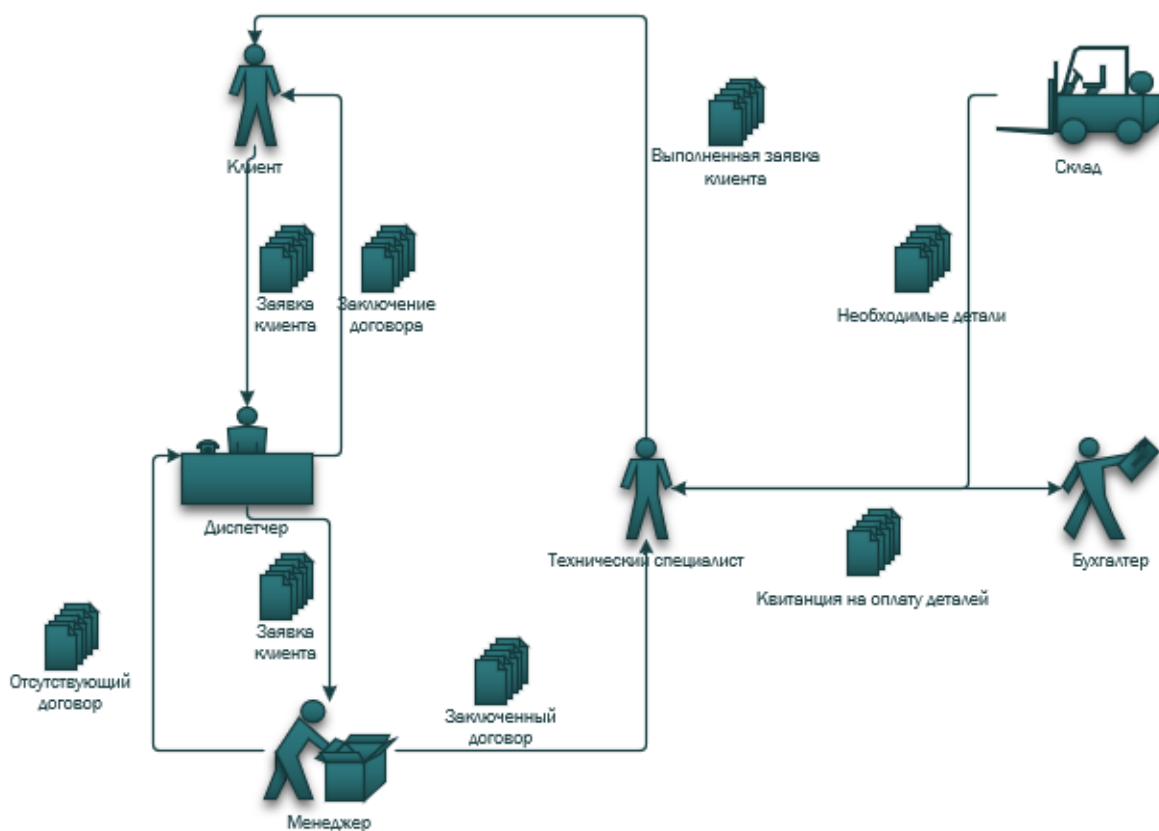 Клиент
Выполненная заявка
клиента
Склад
Заявка
клиента
Заключение
договора
Необходимые детали
Диспетчер
Технический специалист
Бухгалтер
Квитанция на оплату деталей
Заявка
клиента
Отсутствующий
договор
Заключенный
договор
Менеджер